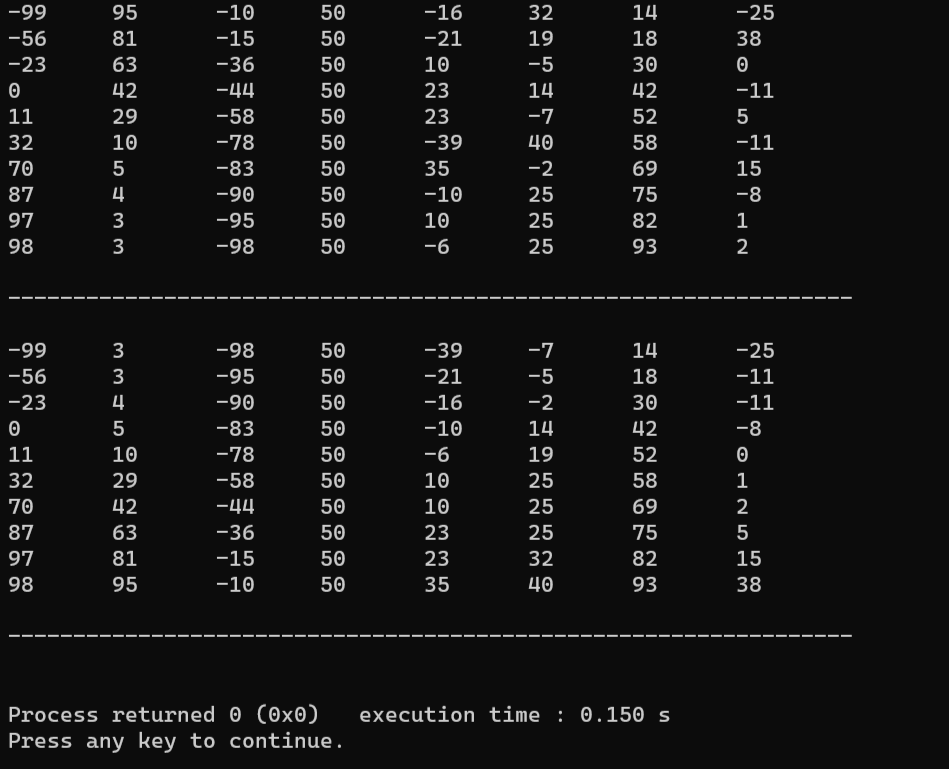 -99     95      -10     50      -16     32      14      -25
-56     81      -15     50      -21     19      18      38
-23     63      -36     50      10      -5      30      0
0       42      -44     50      23      14      42      -11
11      29      -58     50      23      -7      52      5
32      10      -78     50      -39     40      58      -11
70      5       -83     50      35      -2      69      15
87      4       -90     50      -10     25      75      -8
97      3       -95     50      10      25      82      1
98      3       -98     50      -6      25      93      2
-----------------------------------------------------------------
-99     3       -98     50      -39     -7      14      -25
-56     3       -95     50      -21     -5      18      -11
-23     4       -90     50      -16     -2      30      -11
0       5       -83     50      -10     14      42      -8
11      10      -78     50      -6      19      52      0
32      29      -58     50      10      25      58      1
70      42      -44     50      10      25      69      2
87      63      -36     50      23      25      75      5
97      81      -15     50      23      32      82      15
98      95      -10     50      35      40      93      38
-----------------------------------------------------------------
Process returned 0 (0x0)   execution time : 0.150 s
Press any key to continue.